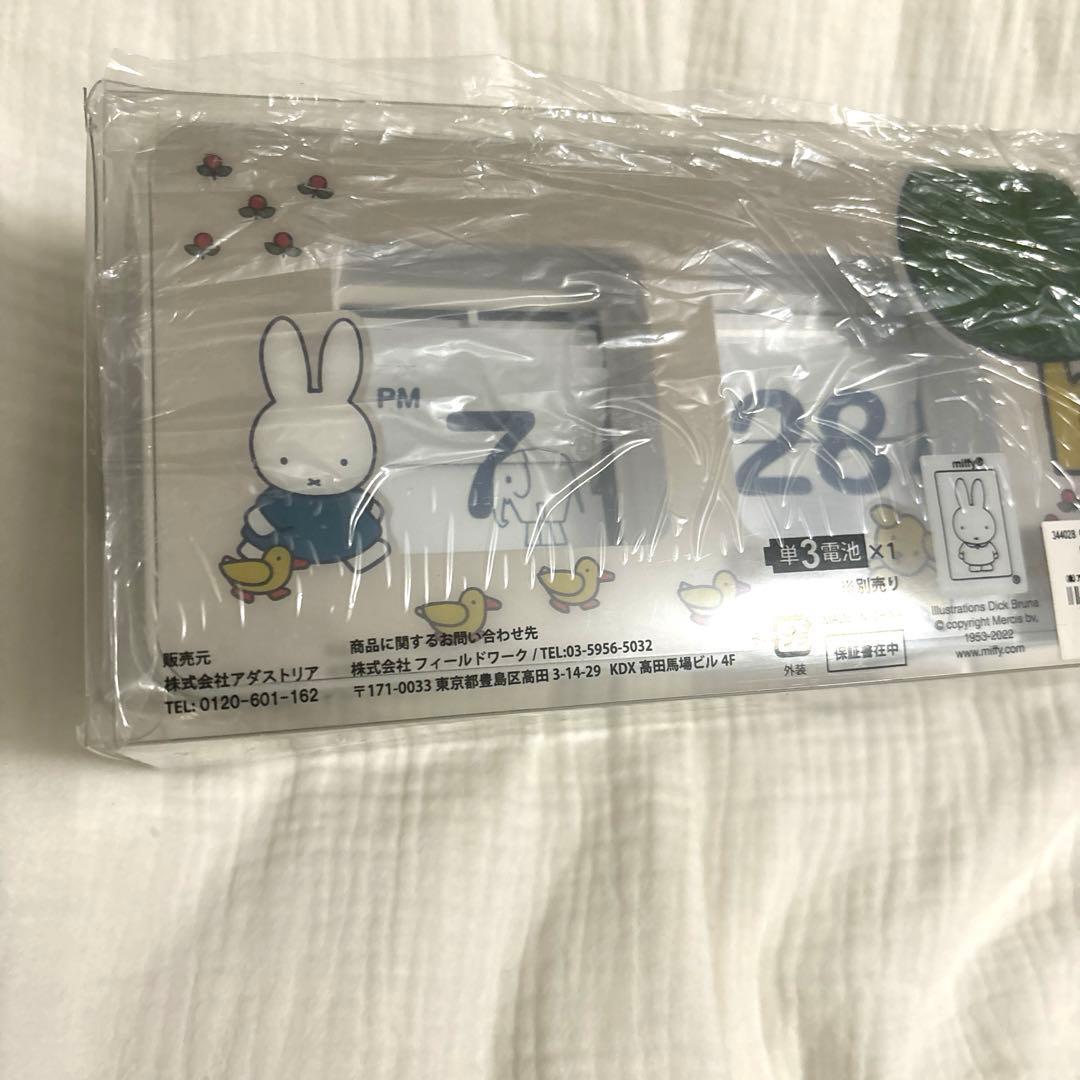 PM
7
28
miffy®
単3電池×1
※別売り
Illustrations Dick Bruna
© copyright Mercis bv,
1953-2022
www.miffy.com
外装
保証書在中
販売元
株式会社アダストリア
TEL: 0120-601-162
商品に関するお問い合わせ先
株式会社 フィールドワーク / TEL:03-5956-5032
〒171-0033 東京都豊島区高田 3-14-29 KDX 高田馬場ビル 4F
344028